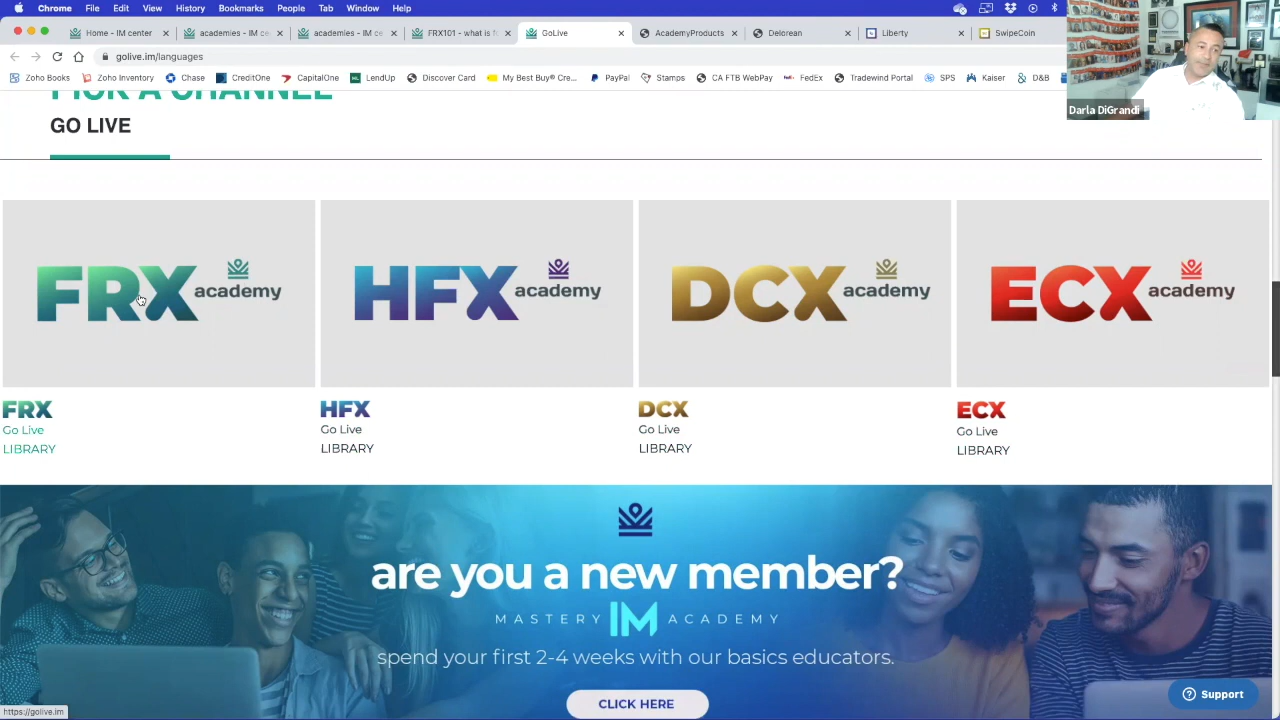 Chrome File Edit View History Bookmarks People Tab Window Help
Home - IM center academies - IM ce academies - IM GoLive AcademyProducts Delorean Liberty SwipeCoin
golive.im/languages
Zoho Books Zoho Inventory Chase CreditOne CapitalOne Discover Card My Best Buy® Cre... PayPal Stamps CA FTB WebPay FedEx Tradewind Portal SPS Kaiser D&B
Darla DiGrandi
PICK A CHANNEL
GO LIVE
FRX academy HFX academy DCX academy ECX academy
FRX HFX DCX ECX
Go Live Go Live Go Live Go Live
LIBRARY LIBRARY LIBRARY LIBRARY
are you a new member?
MASTERY IM ACADEMY
spend your first 2-4 weeks with our basics educators.
CLICK HERE
Support
https://golive.im